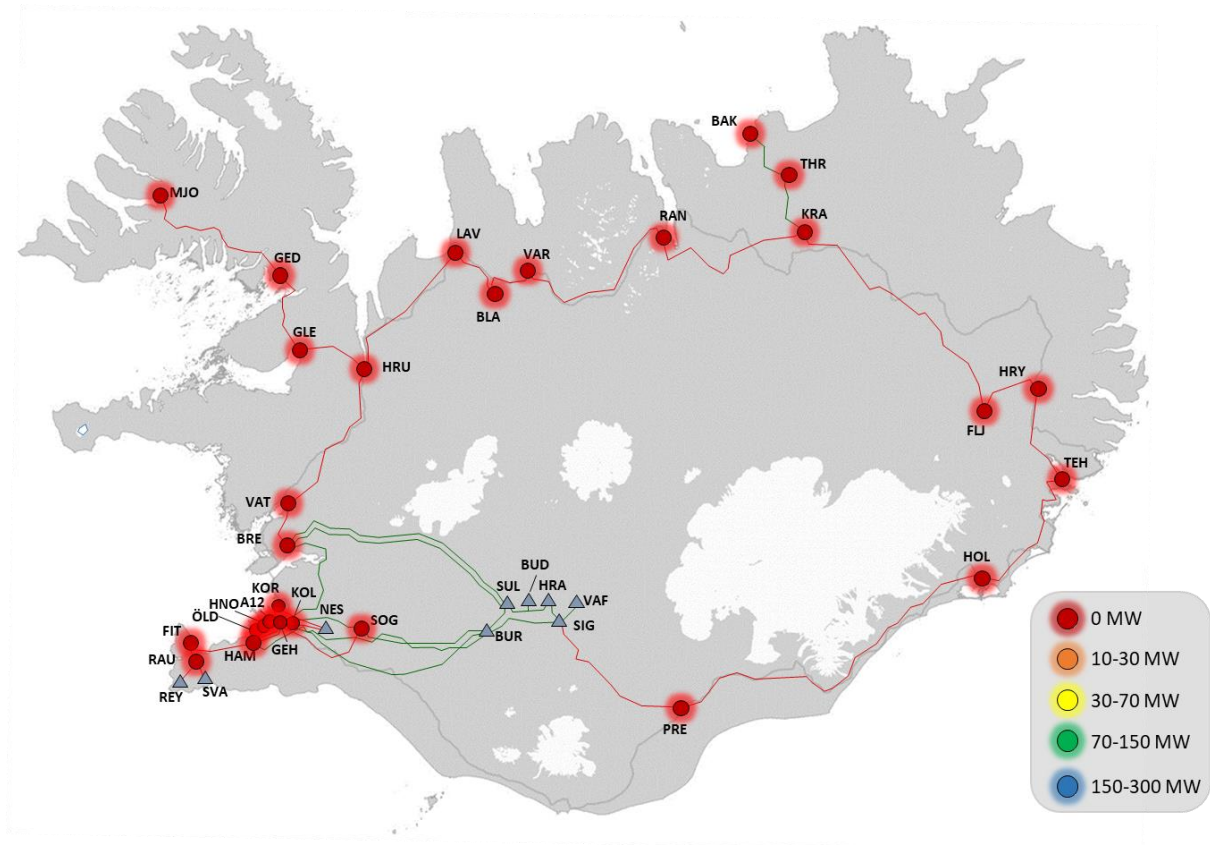 BAK
THR
MJO
KRA
RAN
LAV
VAR
GED
BLA
GLE
HRU
HRY
FLJ
TEH
VAT
BRE
HOL
BUD
SUL
HRA
VAF
KOR
KOL
HNO
A12
NES
ÖLD
SOG
SIG
BUR
FIT
HAM
GEH
RAU
REY
SVA
PRE
0 MW
10-30 MW
30-70 MW
70-150 MW
150-300 MW